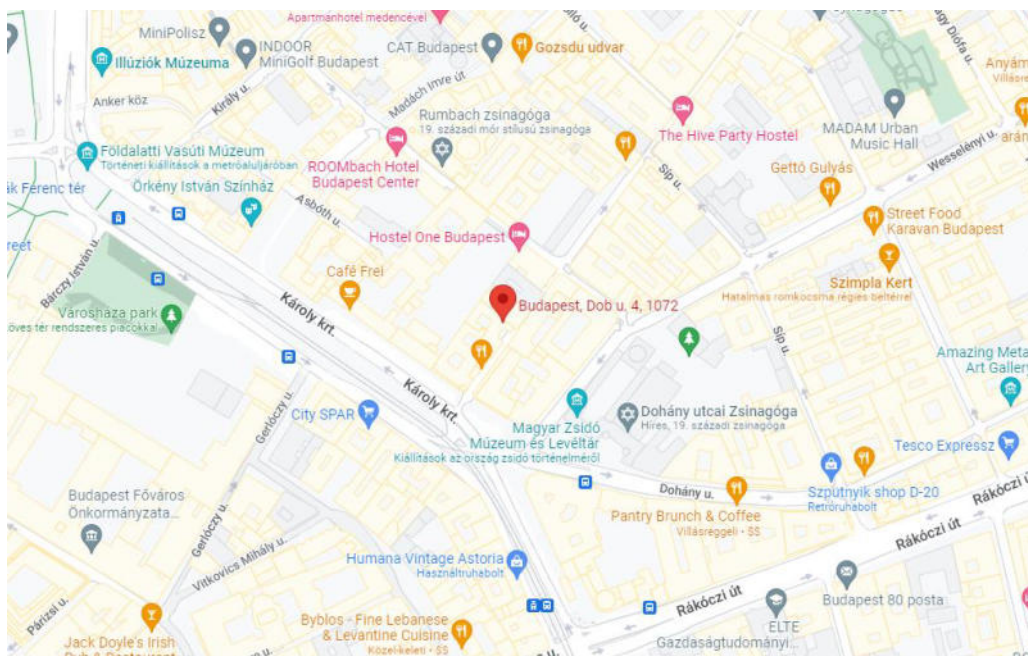 Apartmanhotel medencével
MiniPolisz
INDOOR
MiniGolf Budapest
CAT Budapest
Gozsdu udvar
Illúziók Múzeuma
Anker köz
Király u.
Madách Imre út
Rumbach zsinagóga
19. századi mór stílusú zsinagóga
The Hive Party Hostel
MADÁM Urban
Music Hall
Wesselényi u.
Földalatti Vasúti Múzeum
Történeti kiállítások a metróaluljáróban
ROOMbach Hotel
Budapest Center
Síp u.
Gettó Gulyás
Ferenc tér
Örkény István Színház
Asbóth u.
Hostel One Budapest
Street Food
Karavan Budapest
Bárczy István u.
Café Frei
Szimpla Kert
Hatalmas romkocsma régies beltérrel
Budapest, Dob u. 4, 1072
Városháza park
tér rendszeres piacokkal
Károly krt.
Síp u.
Amazing Meta
Art Gallery
Károly krt.
City SPAR
Gerlóczy u.
Magyar Zsidó
Múzeum és Levéltár
Kiállítások az ország zsidó történelméről
Dohány utcai Zsinagóga
Híres, 19. századi zsinagóga
Tesco Expressz
Dohány u.
Szputnyik shop D-20
Retróruhabolt
Rákóczi út
Budapest Főváros
Önkormányzata...
Pantry Brunch & Coffee
Villásreggeli • $$
Rákóczi út
Gerlóczy u.
Vitkovics Mihály u.
Humana Vintage Astoria
Használtruhabolt
Rákóczi út
Budapest 80 posta
Párizsi u.
Jack Doyle's Irish
Pub & Restaurant
Byblos - Fine Lebanese
& Levantine Cuisine
Közel-keleti • $$
ELTE
Gazdaságtudományi...